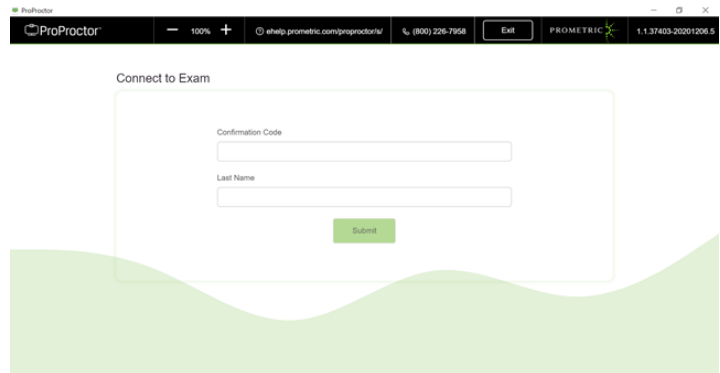 ProProctor
ProProctor™ 100% ehelp.prometric.com/proproctor/s/ (800) 226-7958 Exit PROMETRIC 1.1.37403-20201206.5
Connect to Exam
Confirmation Code
Last Name
Submit